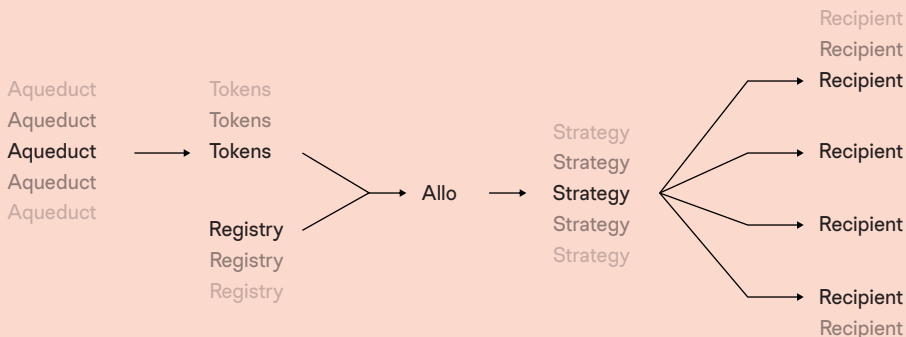 Aqueduct
Aqueduct
Aqueduct
Aqueduct
Aqueduct
Tokens
Tokens
Tokens
Registry
Registry
Registry
Allo
Strategy
Strategy
Strategy
Strategy
Strategy
Recipient
Recipient
Recipient
Recipient
Recipient
Recipient
Recipient